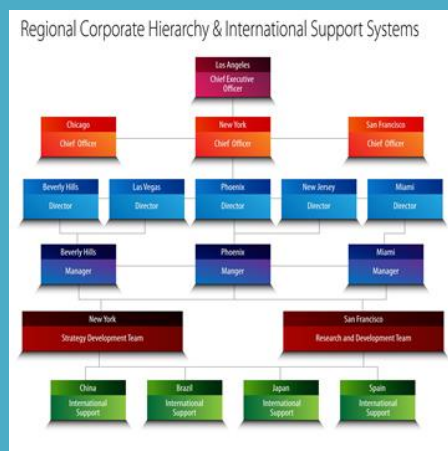 Regional Corporate Hierarchy & International Support Systems
Los Angeles
Chief Executive
Officer
Chicago
Chief Officer
New York
Chief Officer
San Francisco
Chief Officer
Beverly Hills
Director
Las Vegas
Director
Phoenix
Director
New Jersey
Director
Miami
Director
Beverly Hills
Manager
Phoenix
Manger
Miami
Manager
New York
Strategy Development Team
San Francisco
Research and Development Team
China
International
Support
Brazil
International
Support
Japan
International
Support
Spain
International
Support